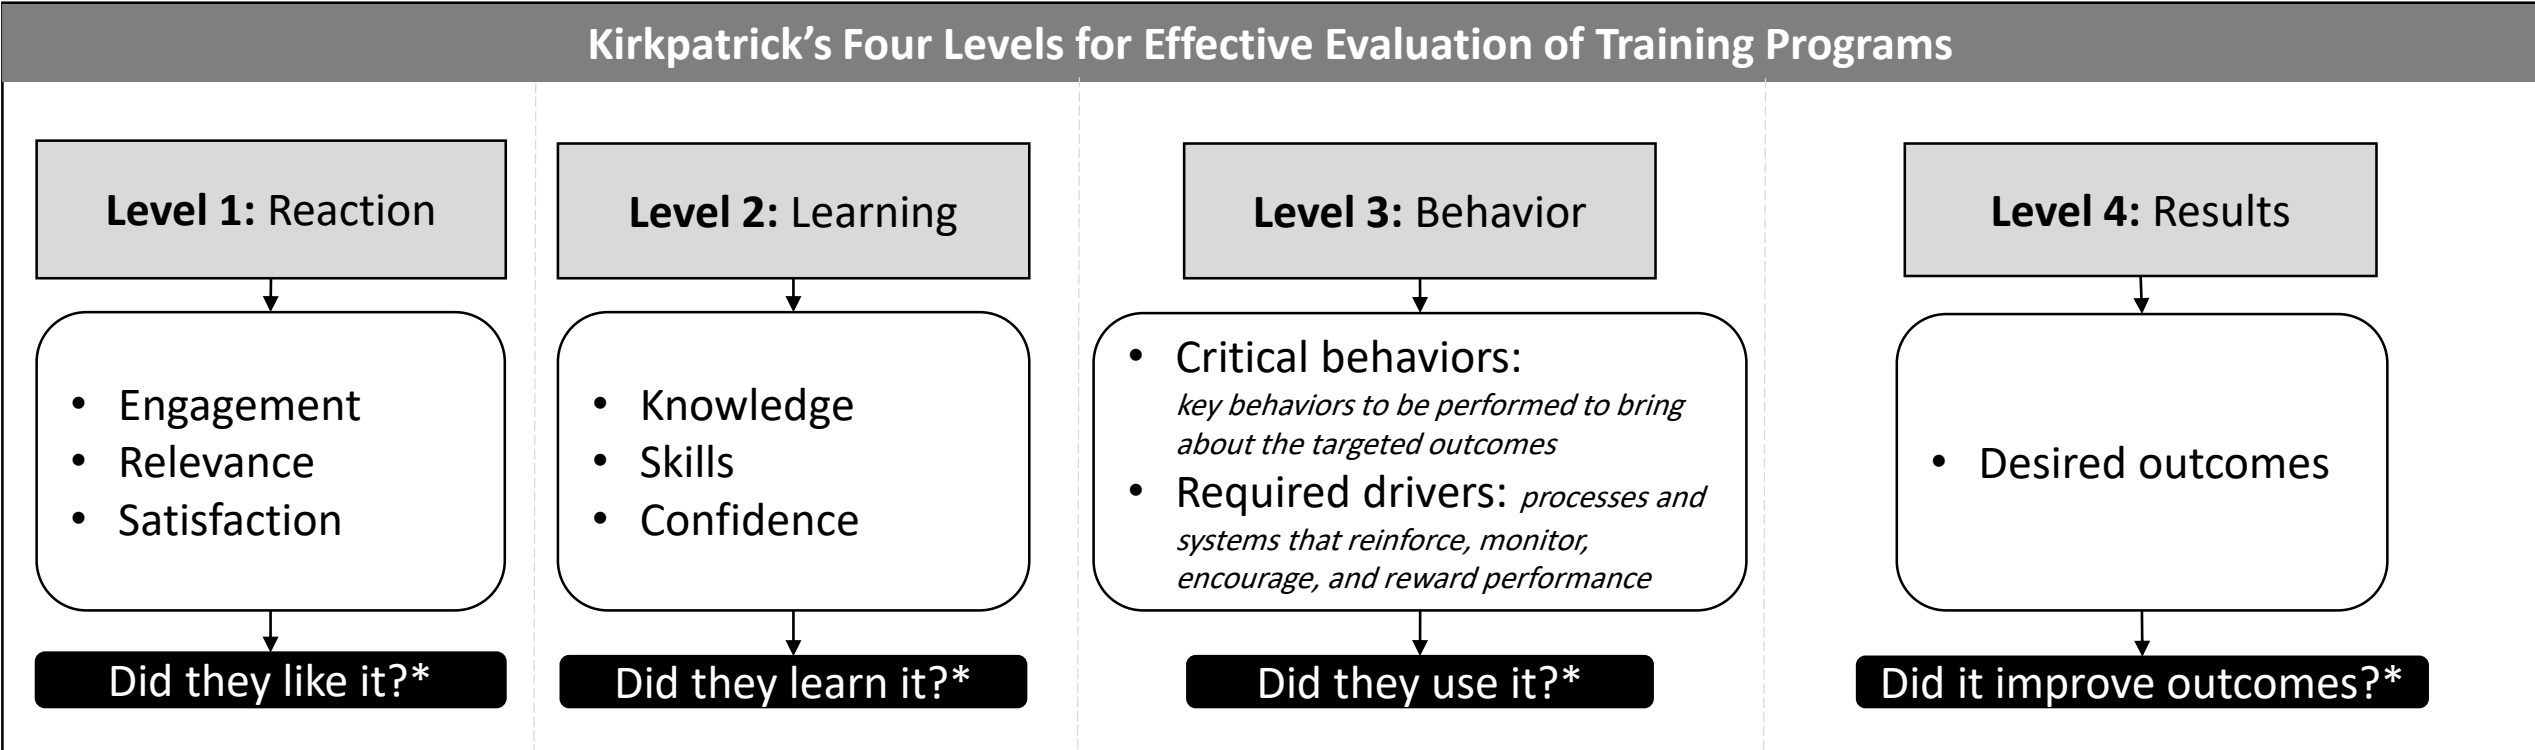 Kirkpatrick’s Four Levels for Effective Evaluation of Training Programs
Level 1: Reaction
• Engagement
• Relevance
• Satisfaction
Did they like it?*
Level 2: Learning
• Knowledge
• Skills
• Confidence
Did they learn it?*
Level 3: Behavior
• Critical behaviors:
key behaviors to be performed to bring
about the targeted outcomes
• Required drivers: processes and
systems that reinforce, monitor,
encourage, and reward performance
Did they use it?*
Level 4: Results
• Desired outcomes
Did it improve outcomes?*